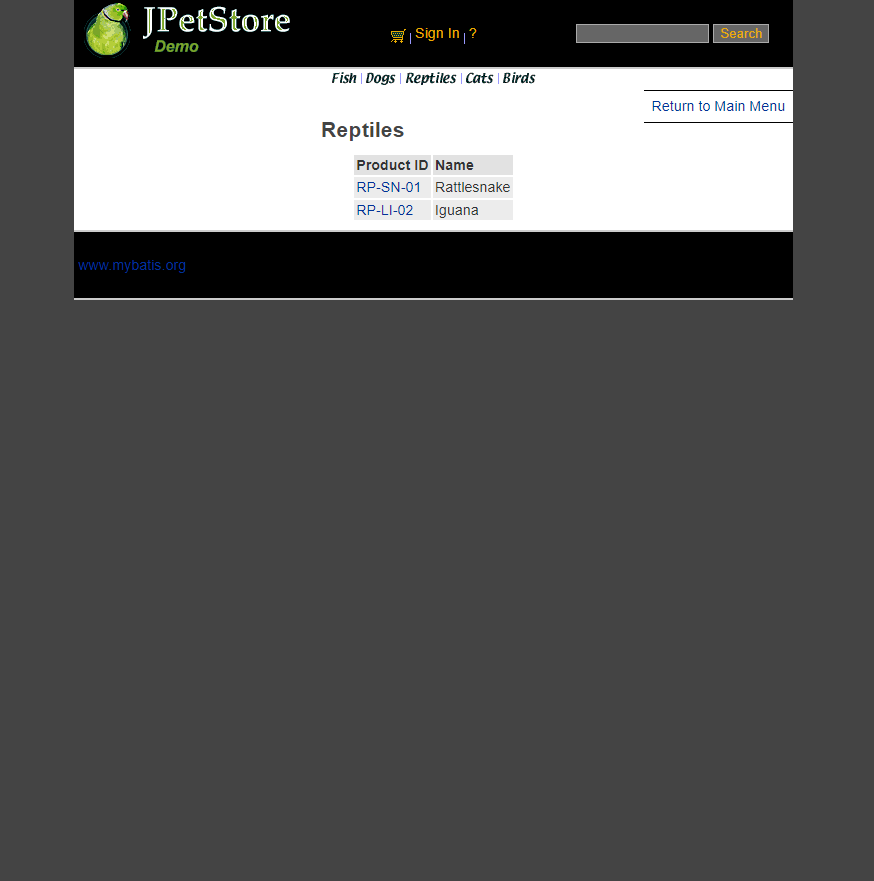 JPetStore
Demo
Sign In | ?
Search
Fish | Dogs | Reptiles | Cats | Birds
Return to Main Menu
Reptiles
Product ID Name
RP-SN-01 Rattlesnake
RP-LI-02 Iguana
www.mybatis.org